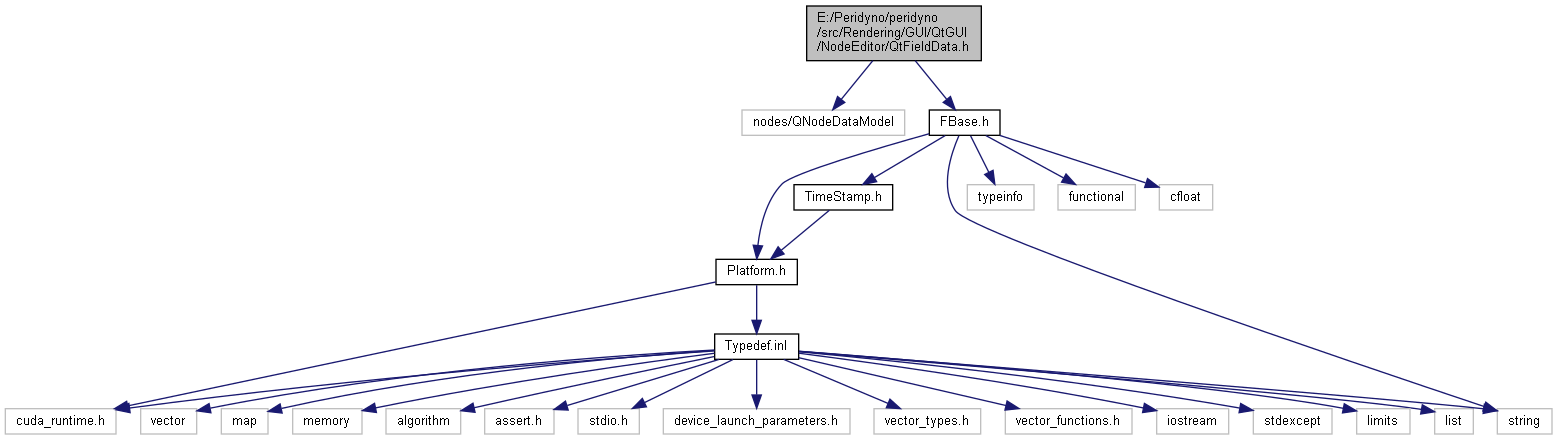 E:/Peridyno/peridyno
/src/Rendering/GUI/QtGUI
/NodeEditor/QtFieldData.h
nodes/QNodeDataModel
FBase.h
TimeStamp.h
typeinfo
functional
cfloat
Platform.h
Typedef.inl
cuda_runtime.h
vector
map
memory
algorithm
assert.h
stdio.h
device_launch_parameters.h
vector_types.h
vector_functions.h
iostream
stdexcept
limits
list
string